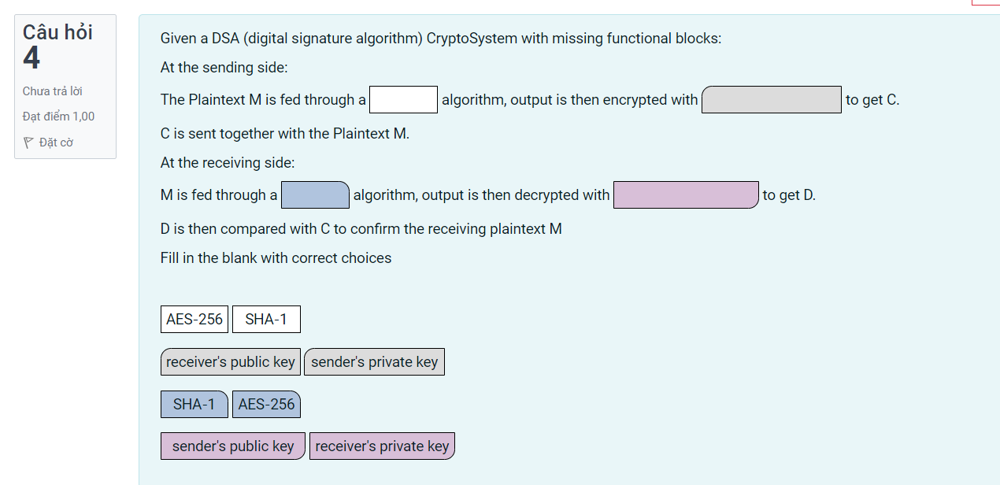 Câu hỏi
4
Chưa trả lời
Đạt điểm 1,00
Đặt cờ
Given a DSA (digital signature algorithm) CryptoSystem with missing functional blocks:
At the sending side:
The Plaintext M is fed through a algorithm, output is then encrypted with to get C.
C is sent together with the Plaintext M.
At the receiving side:
M is fed through a algorithm, output is then decrypted with to get D.
D is then compared with C to confirm the receiving plaintext M
Fill in the blank with correct choices
AES-256 SHA-1
receiver's public key sender's private key
SHA-1 AES-256
sender's public key receiver's private key